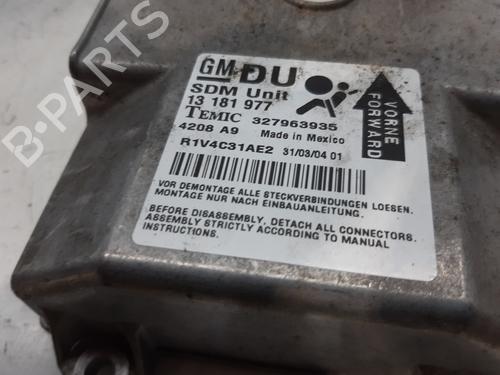 GM DU
SDM Unit
13 181 977
TEMIC 327963935
4208 A9 Made in Mexico
R1V4C31AE2 31/03/04 01
VORNE
FORWARD
VOR DEMONTAGE ALLE STECKVERBINDUNGEN LOESEN.
MONTAGE NUR NACH EINBAUANLEITUNG.
BEFORE DISASSEMBLY, DETACH ALL CONNECTORS.
ASSEMBLY STRICTLY ACCORDING TO MANUAL
INSTRUCTIONS.